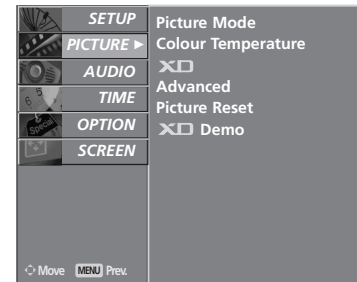 SETUP
PICTURE ►
AUDIO
TIME
OPTION
SCREEN
Move MENU Prev.
Picture Mode
Colour Temperature
XD
Advanced
Picture Reset
XD Demo